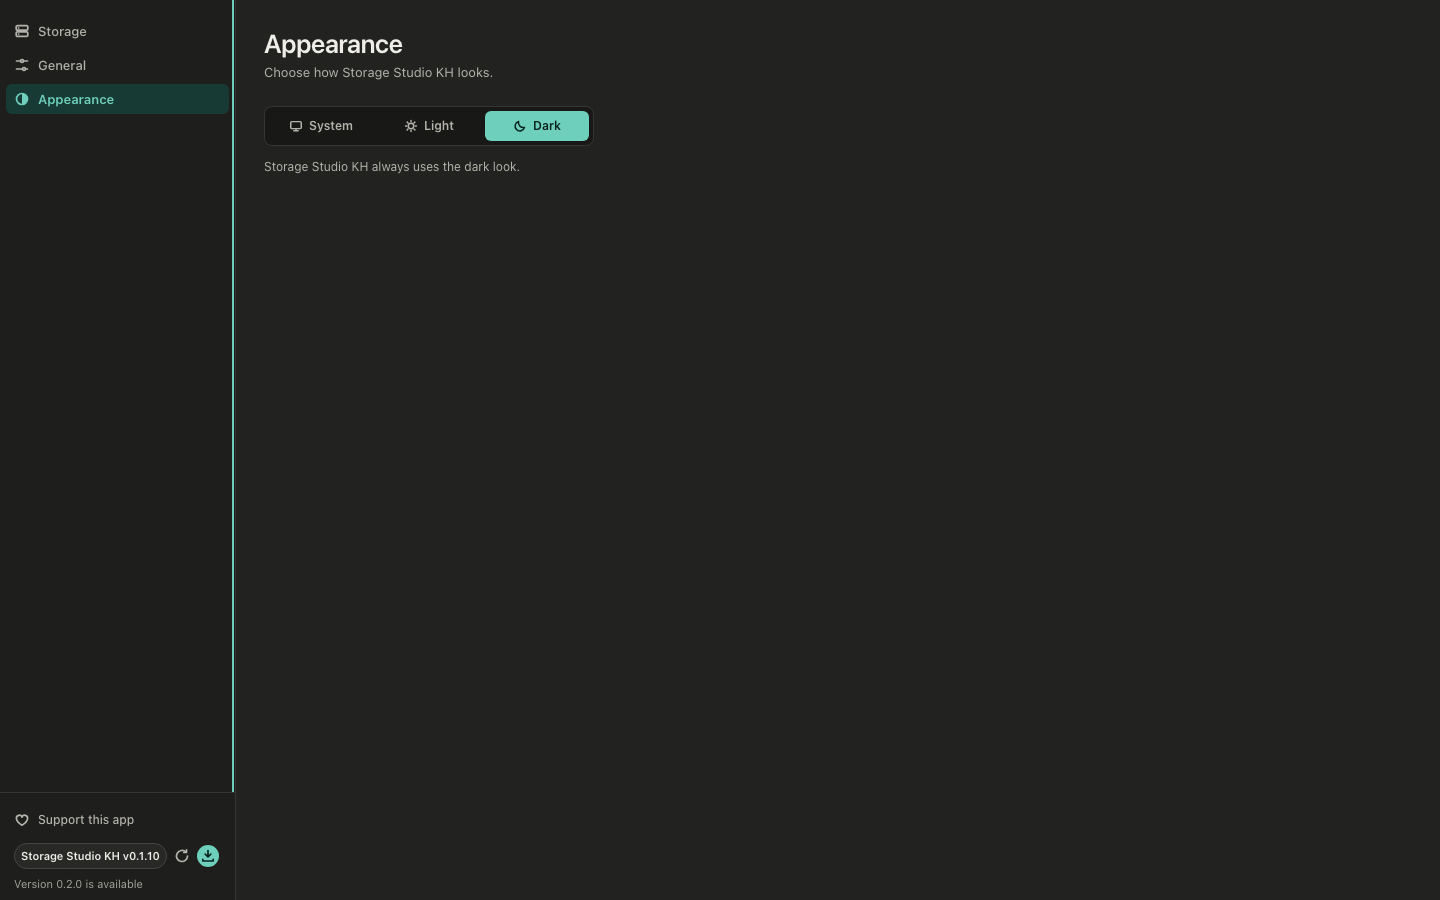 Storage
General
Appearance
Appearance
Choose how Storage Studio KH looks.
System
Light
Dark
Storage Studio KH always uses the dark look.
Support this app
Storage Studio KH v0.1.10
Version 0.2.0 is available